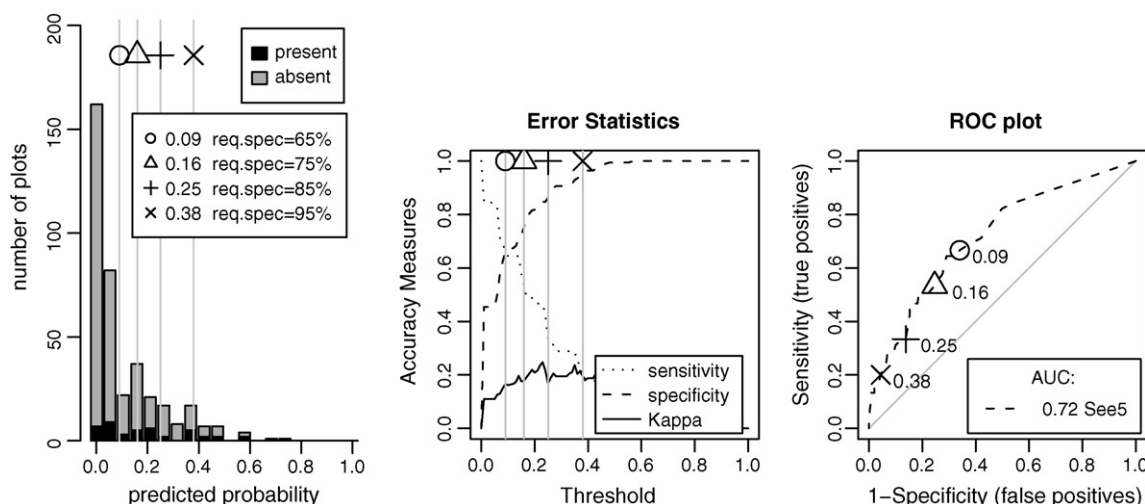 number of plots
200
150
100
50
0
present
absent
0.09 req.spec=65%
0.16 req.spec=75%
0.25 req.spec=85%
0.38 req.spec=95%
0.0 0.2 0.4 0.6 0.8 1.0
predicted probability
Error Statistics
Accuracy Measures
1.0
0.8
0.6
0.4
0.2
0.0
sensitivity
specificity
Kappa
0.0 0.2 0.4 0.6 0.8 1.0
Threshold
ROC plot
Sensitivity (true positives)
1.0
0.8
0.6
0.4
0.2
0.0
0.09
0.16
0.25
0.38
AUC:
0.72 See5
0.0 0.2 0.4 0.6 0.8 1.0
1−Specificity (false positives)